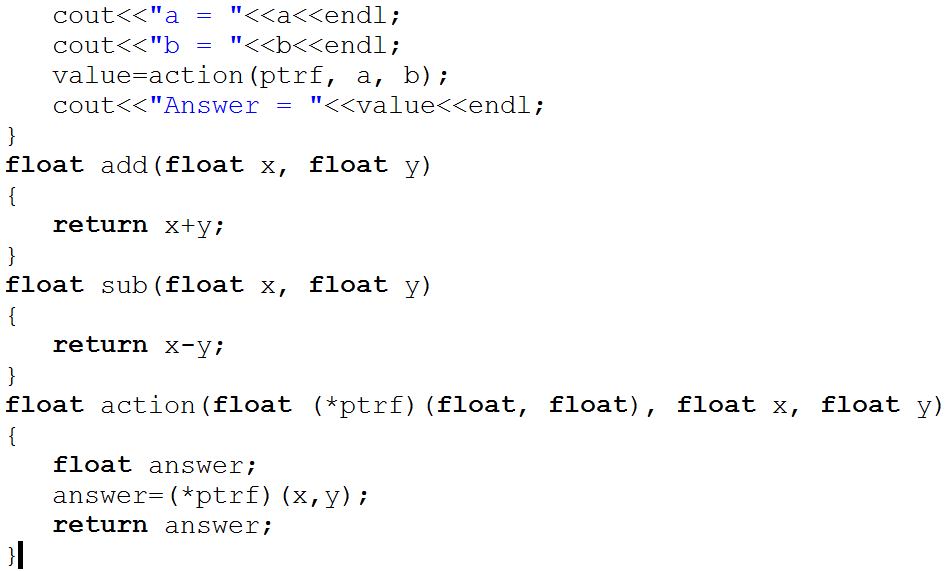 cout<<"a = "<<a<<endl;
   cout<<"b = "<<b<<endl;
   value=action(ptrf, a, b);
   cout<<"Answer = "<<value<<endl;
}
float add(float x, float y)
{
   return x+y;
}
float sub(float x, float y)
{
   return x-y;
}
float action(float (*ptrf)(float, float), float x, float y)
{
   float answer;
   answer=(*ptrf)(x,y);
   return answer;
}